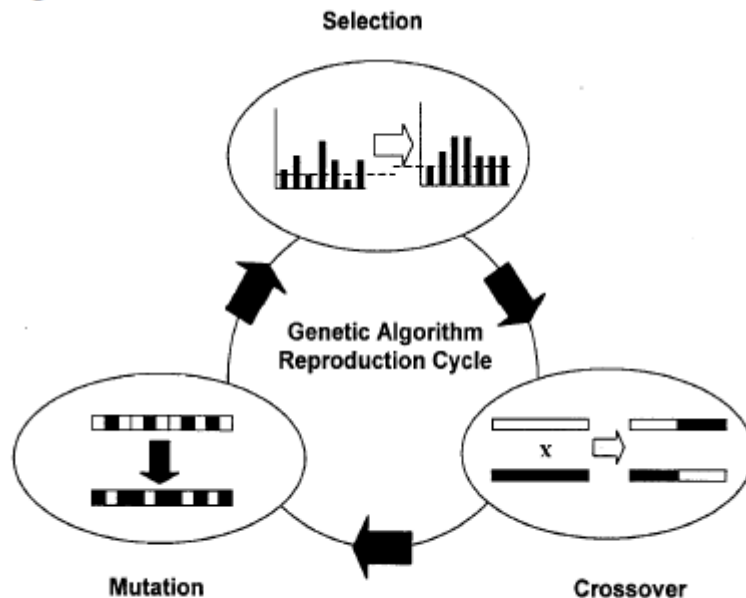 Selection
Genetic Algorithm
Reproduction Cycle
x
Mutation
Crossover